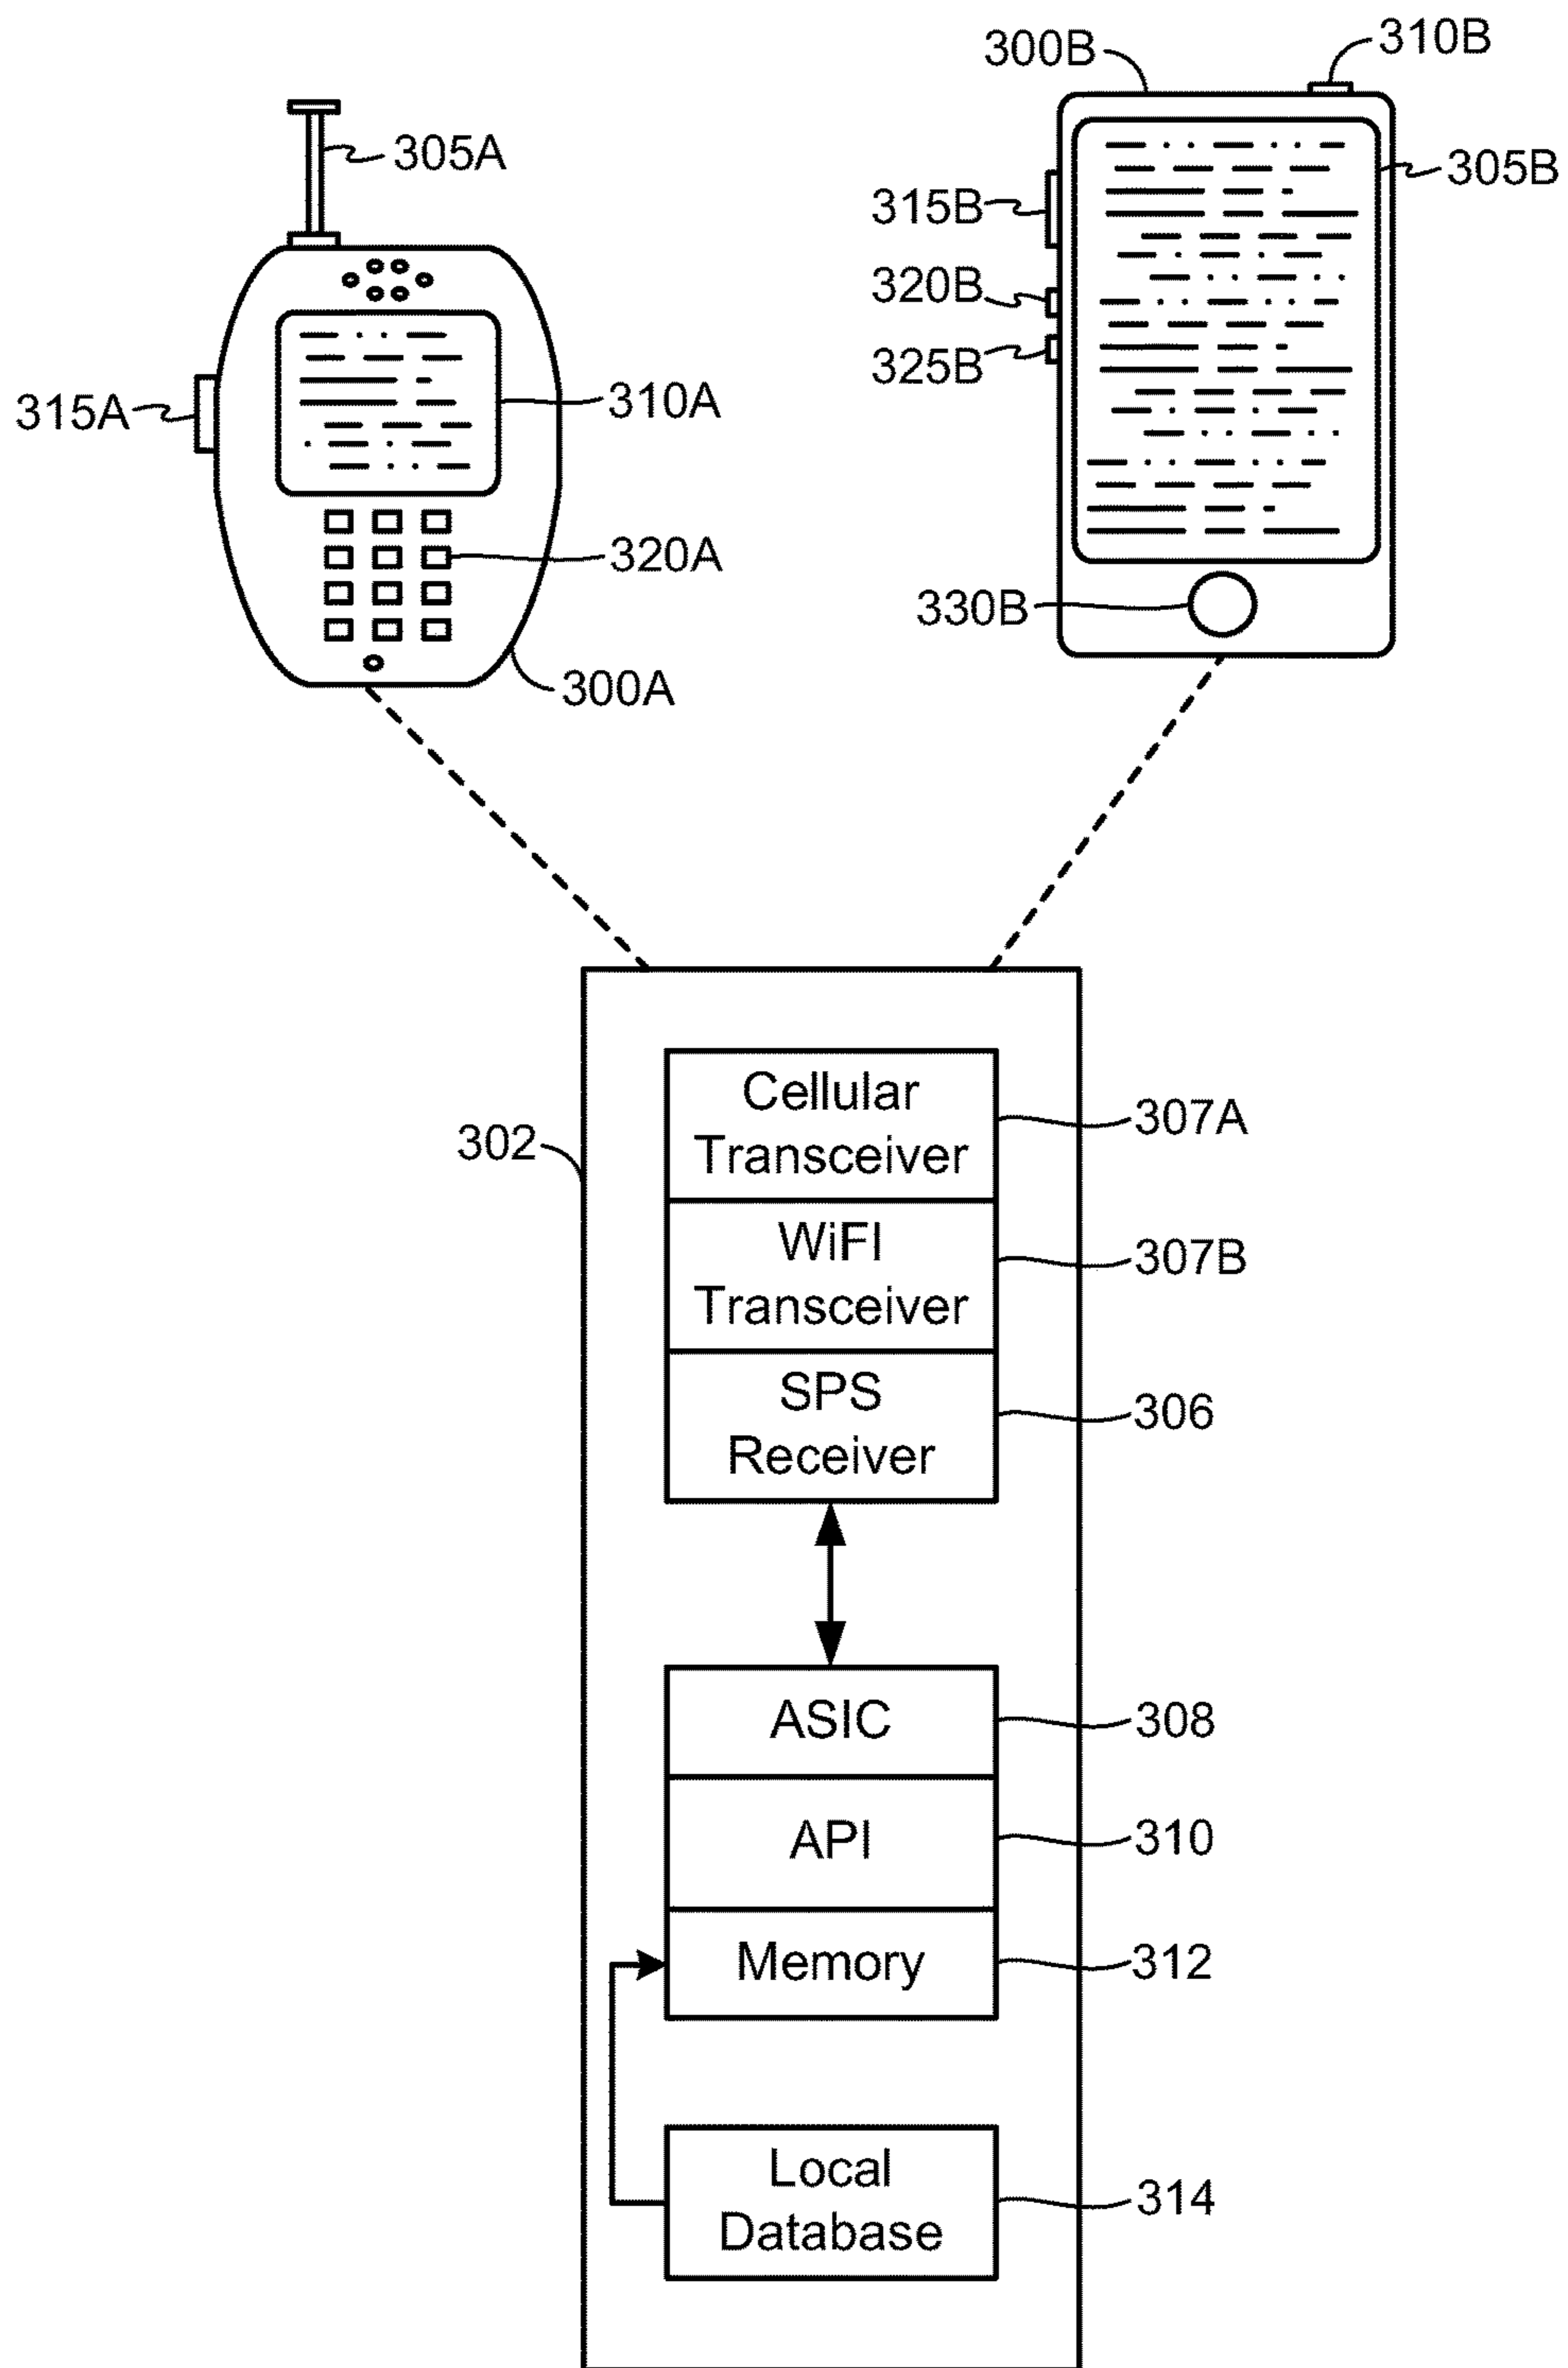 300B
310B
305A
305B
315B
320B
325B
310A
315A
320A
330B
300A
Cellular
Transceiver
307A
302
WiFI
Transceiver
307B
SPS
Receiver
306
ASIC
308
API
310
Memory
312
Local
Database
314